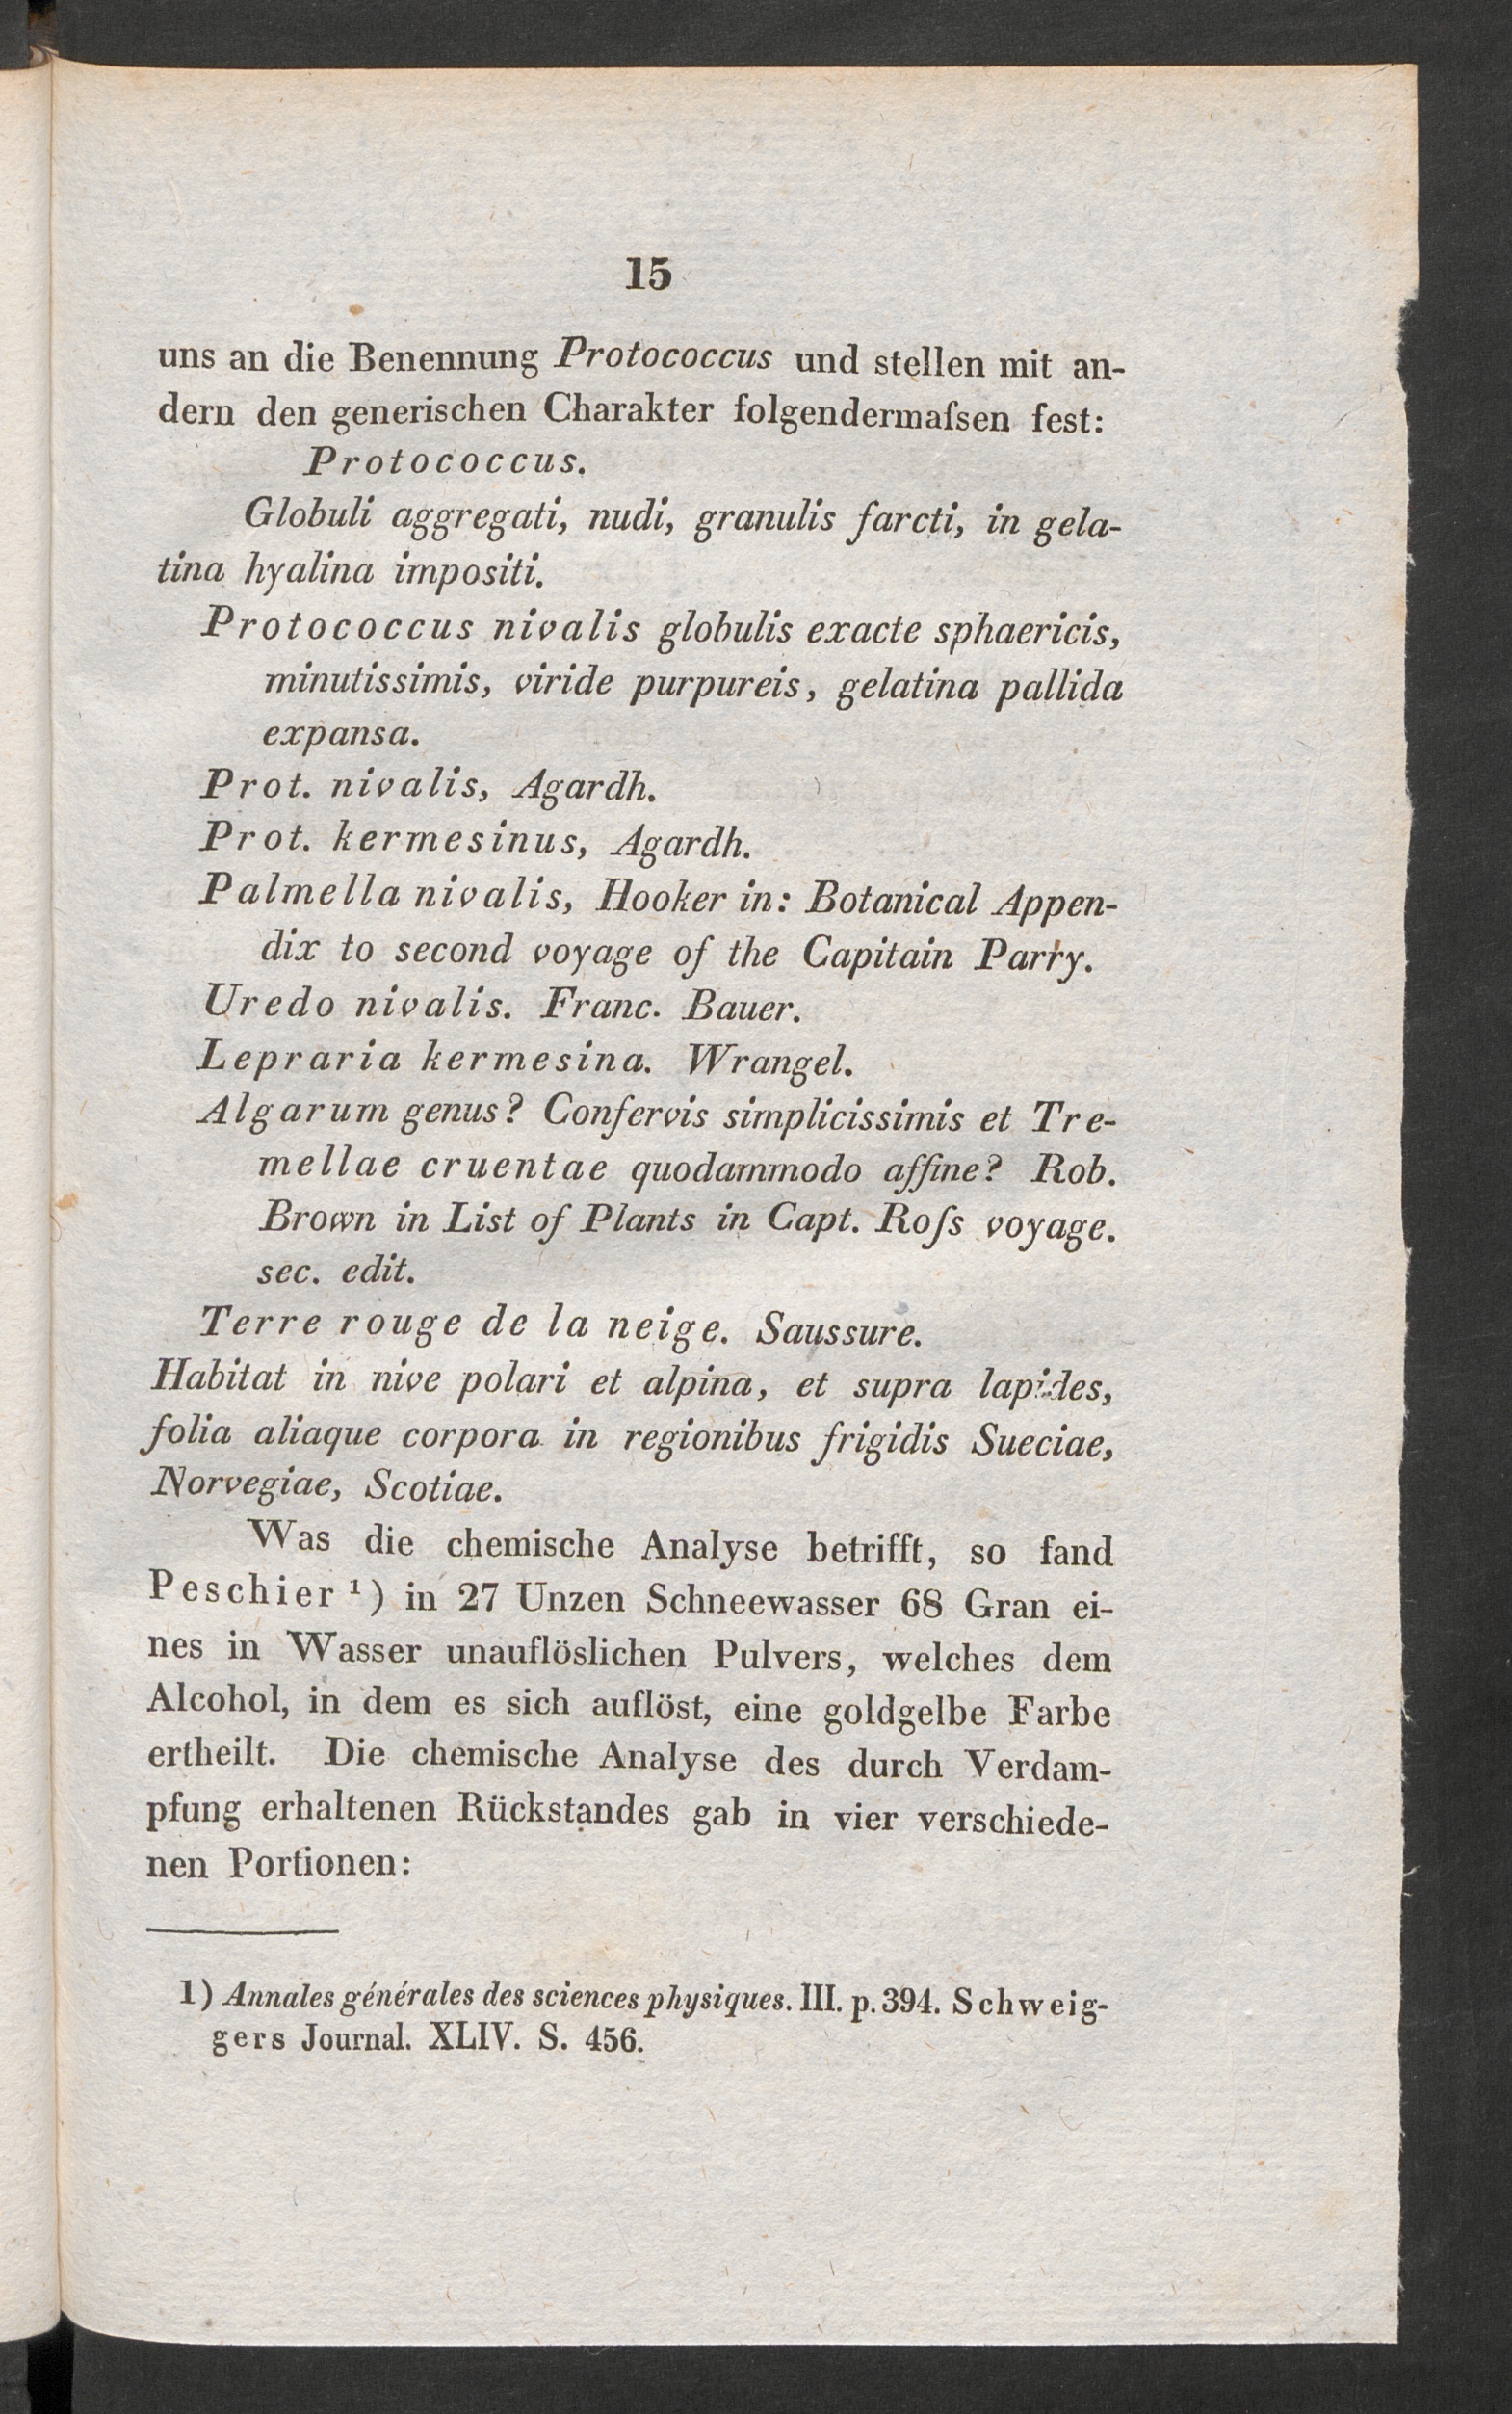 15
uns an die Benennung Protococcus und stellen mit an-
dern den generischen Charakter folgendermaſsen fest:
Protococcus.
Globuli aggregati, nudi, granulis farcti, in gela-
tina hyalina impositi.
Protococcus nivalis globulis exacte sphaericis,
minutissimis, viride purpureis, gelatina pallida
expansa.
Prot. nivalis, Agardh.
Prot. kermesinus, Agardh.
Palmella nivalis, Hooker in: Botanical Appen-
dix to second voyage of the Capitain Parry.
Uredo nivalis. Franc. Bauer.
Lepraria kermesina. Wrangel.
Algarum genus? Confervis simplicissimis et Tre-
mellae cruentae quodammodo affine? Rob.
Brown in List of Plants in Capt. Roſs voyage.
sec. edit.
Terre rouge de la neige. Saussure.
Habitat in nive polari et alpina, et supra lapides,
folia aliaque corpora in regionibus frigidis Sueciae,
Norvegiae, Scotiae.
Was die chemische Analyse betrifft, so fand
Peschier ¹) in 27 Unzen Schneewasser 68 Gran ei-
nes in Wasser unauflöslichen Pulvers, welches dem
Alcohol, in dem es sich auflöst, eine goldgelbe Farbe
ertheilt. Die chemische Analyse des durch Verdam-
pfung erhaltenen Rückstandes gab in vier verschiede-
nen Portionen:
1) Annales générales des sciences physiques. III. p. 394. Schweig-
gers Journal. XLIV. S. 456.